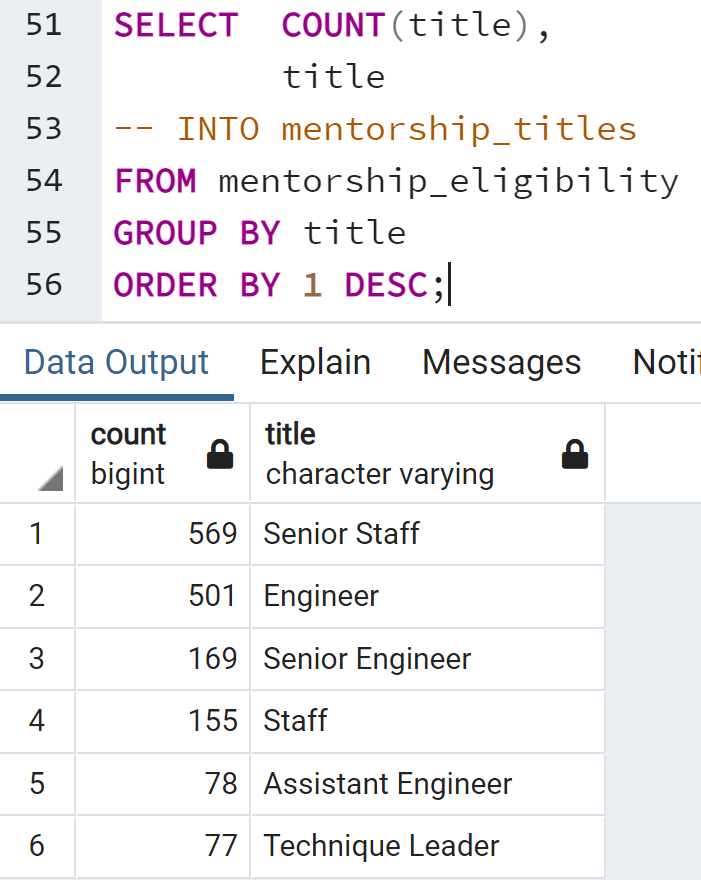 51 SELECT  COUNT(title),
52         title
53 -- INTO mentorship_titles
54 FROM mentorship_eligibility
55 GROUP BY title
56 ORDER BY 1 DESC;
Data Output Explain Messages Notif
count title
bigint character varying
1 569 Senior Staff
2 501 Engineer
3 169 Senior Engineer
4 155 Staff
5 78 Assistant Engineer
6 77 Technique Leader